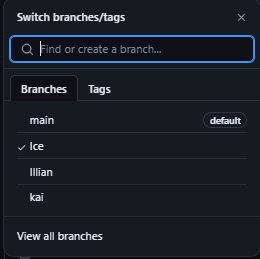 Switch branches/tags
Find or create a branch...
Branches Tags
main default
Ice
Illian
kai
View all branches